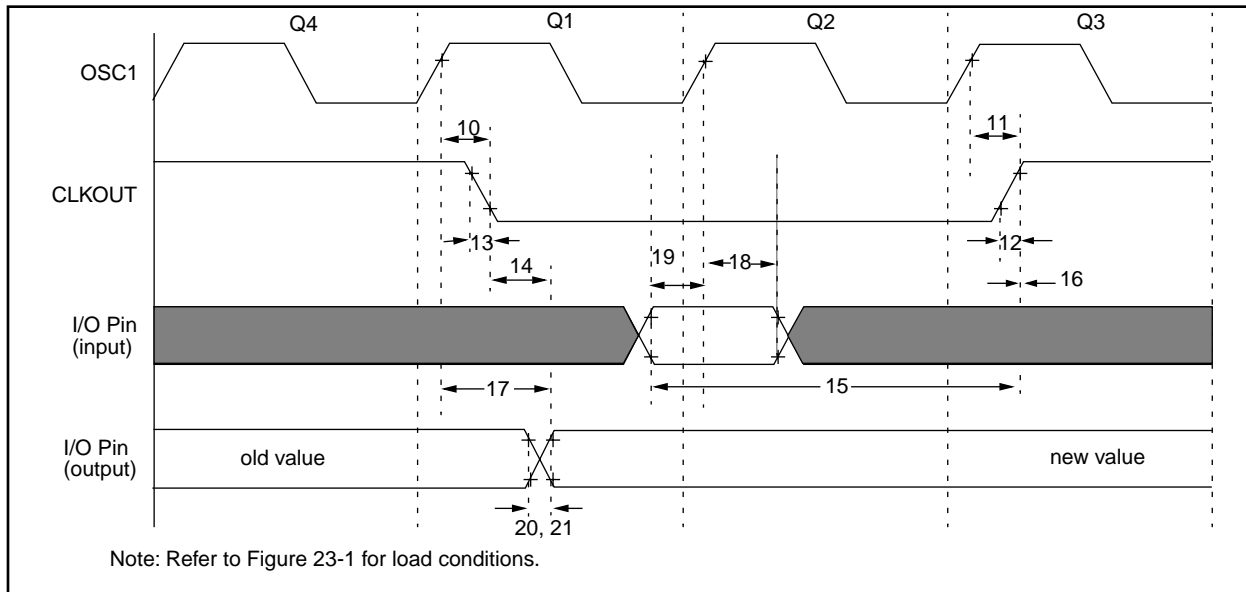 Q4 Q1 Q2 Q3
OSC1
10 11
CLKOUT
13 19 18 12
14 16
I/O Pin
(input)
17 15
I/O Pin
(output)
old value new value
20, 21
Note: Refer to Figure 23-1 for load conditions.